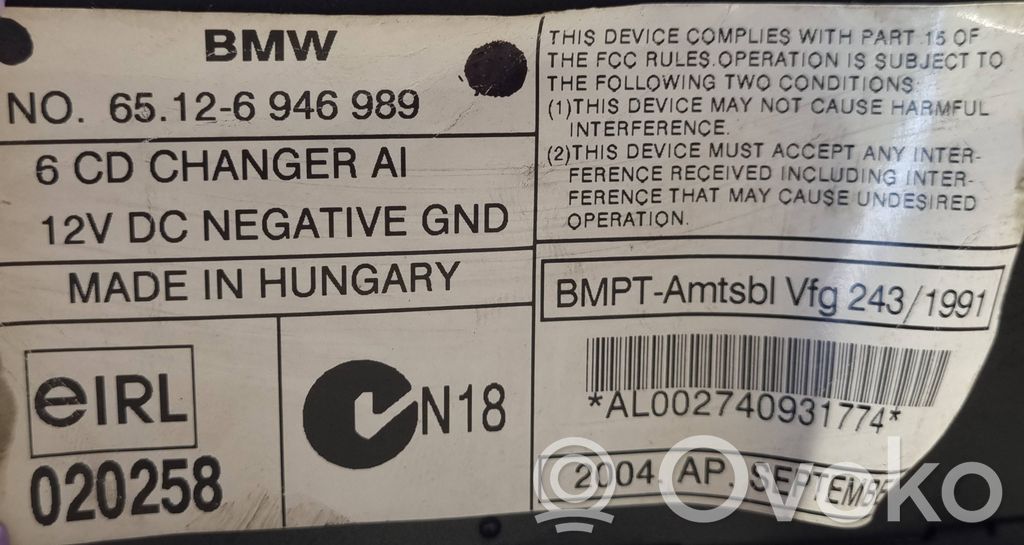 BMW
NO. 65.12-6 946 989
6 CD CHANGER AI
12V DC NEGATIVE GND
MADE IN HUNGARY
eIRL
020258
N18
THIS DEVICE COMPLIES WITH PART 15 OF
THE FCC RULES.OPERATION IS SUBJECT TO
THE FOLLOWING TWO CONDITIONS:
(1)THIS DEVICE MAY NOT CAUSE HARMFUL
INTERFERENCE.
(2)THIS DEVICE MUST ACCEPT ANY INTER-
FERENCE RECEIVED INCLUDING INTER-
FERENCE THAT MAY CAUSE UNDESIRED
OPERATION.
BMPT-Amtsbl Vfg 243/1991
*AL002740931774*
2004. AP SEPTEMBE
Ovoko